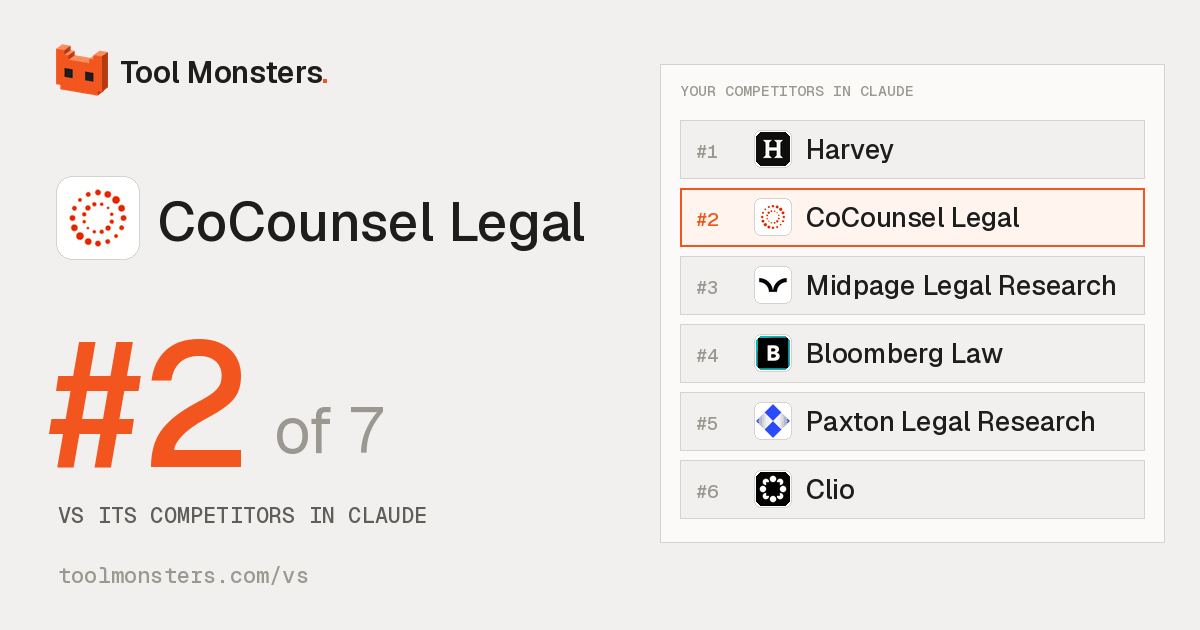 Tool Monsters.
CoCounsel Legal
#2 of 7
VS ITS COMPETITORS IN CLAUDE
toolmonsters.com/vs
YOUR COMPETITORS IN CLAUDE
#1 H Harvey
#2 CoCounsel Legal
#3 Midpage Legal Research
#4 B Bloomberg Law
#5 Paxton Legal Research
#6 Clio